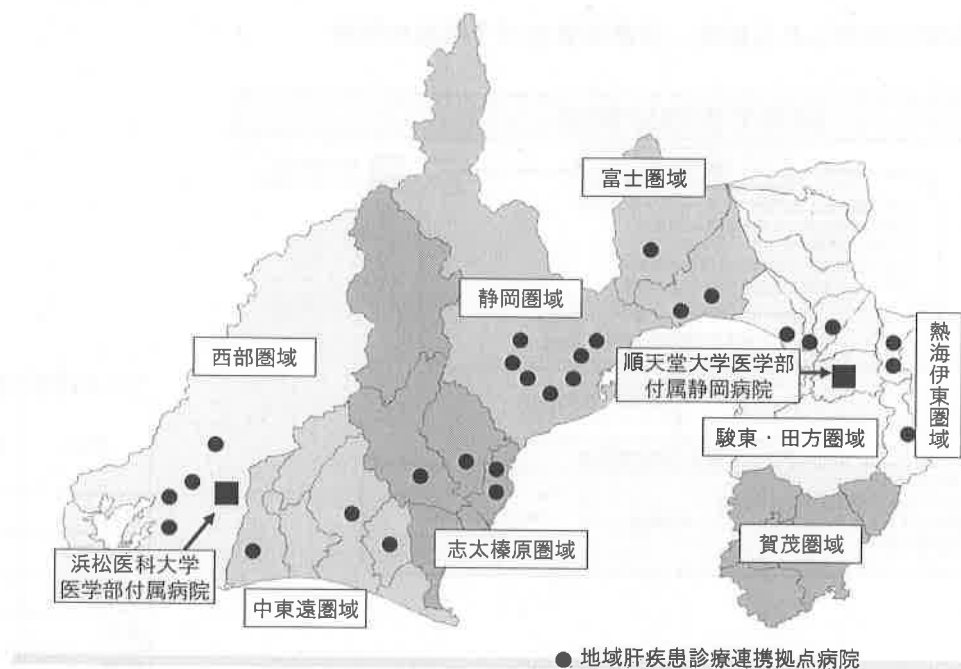 富士圏域
静岡圏域
西部圏域
熱海伊東圏域
順天堂大学医学部
付属静岡病院
駿東・田方圏域
浜松医科大学
医学部付属病院
志太榛原圏域
賀茂圏域
中東遠圏域
●地域肝疾患診療連携拠点病院